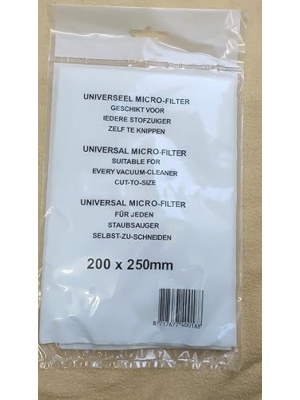 UNIVERSEEL MICRO-FILTER
GESCHIKT VOOR
IEDERE STOFZUIGER
ZELF TE KNIPPEN
UNIVERSAL MICRO-FILTER
SUITABLE FOR
EVERY VACUUM-CLEANER
CUT-TO-SIZE
UNIVERSAL MICRO-FILTER
FÜR JEDEN
STAUBSAUGER
SELBST-ZU-SCHNEIDEN
200 x 250mm